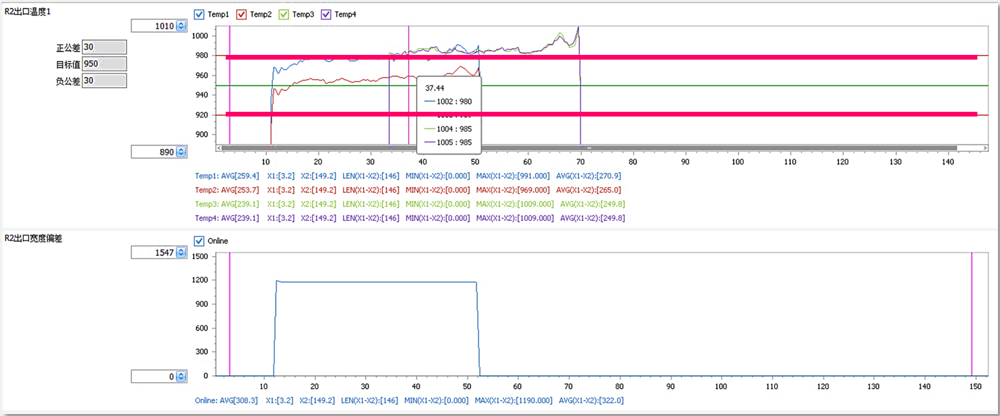 R2出口温度1
Temp1 Temp2 Temp3 Temp4
1010
正公差 30
目标值 950
负公差 30
890
1000
980
960
940
920
900
37.44
1002 : 980
1004 : 985
1005 : 985
10 20 30 40 50 60 70 80 90 100 110 120 130 140
Temp1: AVG[259.4] X1:[3.2] X2:[149.2] LEN(X1-X2):[146] MIN(X1-X2):[0.000] MAX(X1-X2):[991.000] AVG(X1-X2):[270.9]
Temp2: AVG[253.7] X1:[3.2] X2:[149.2] LEN(X1-X2):[146] MIN(X1-X2):[0.000] MAX(X1-X2):[969.000] AVG(X1-X2):[265.0]
Temp3: AVG[239.1] X1:[3.2] X2:[149.2] LEN(X1-X2):[146] MIN(X1-X2):[0.000] MAX(X1-X2):[1009.000] AVG(X1-X2):[249.8]
Temp4: AVG[239.1] X1:[3.2] X2:[149.2] LEN(X1-X2):[146] MIN(X1-X2):[0.000] MAX(X1-X2):[1009.000] AVG(X1-X2):[249.8]
R2出口宽度偏差
Online
1547
0
1500
1200
900
600
300
0
10 20 30 40 50 60 70 80 90 100 110 120 130 140 150
Online: AVG[308.3] X1:[3.2] X2:[149.2] LEN(X1-X2):[146] MIN(X1-X2):[0.000] MAX(X1-X2):[1190.000] AVG(X1-X2):[322.0]